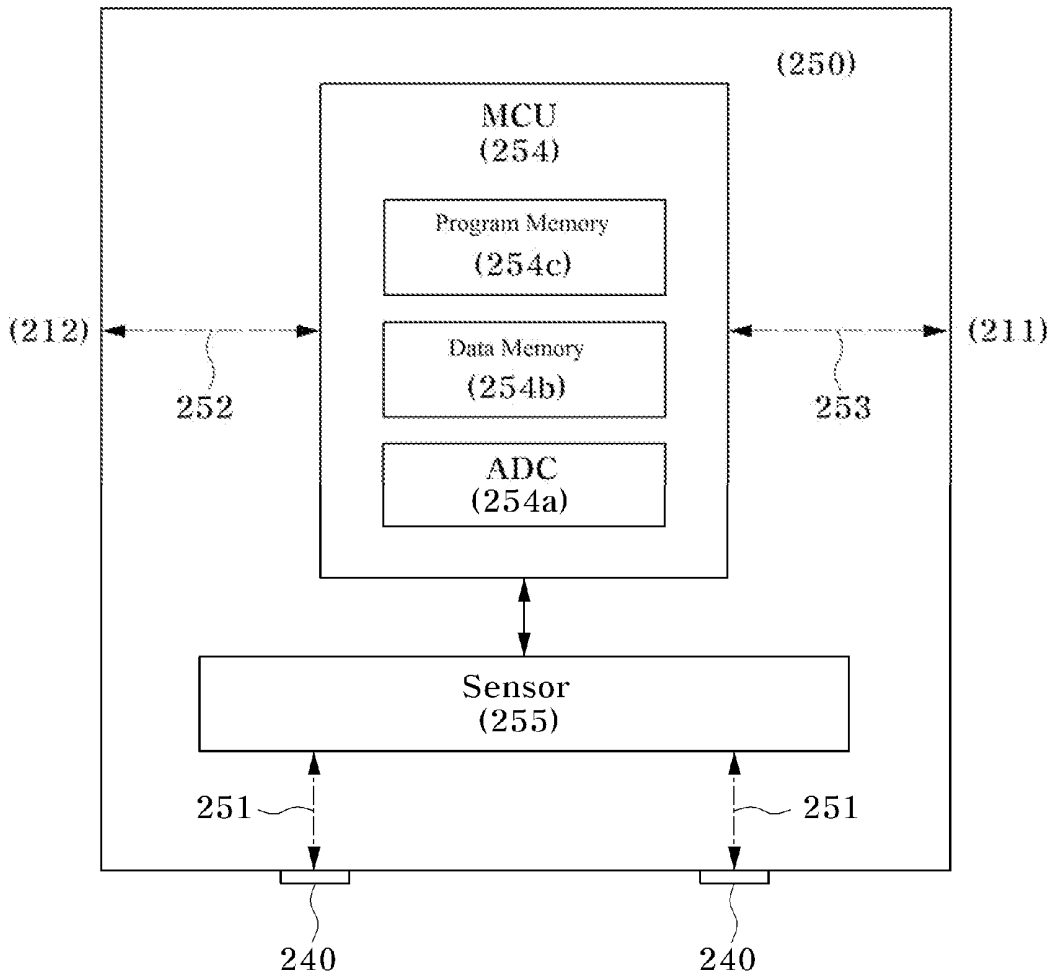 (250)
MCU
(254)
Program Memory
(254c)
(212)
(211)
Data Memory
(254b)
252
253
ADC
(254a)
Sensor
(255)
251
251
240
240